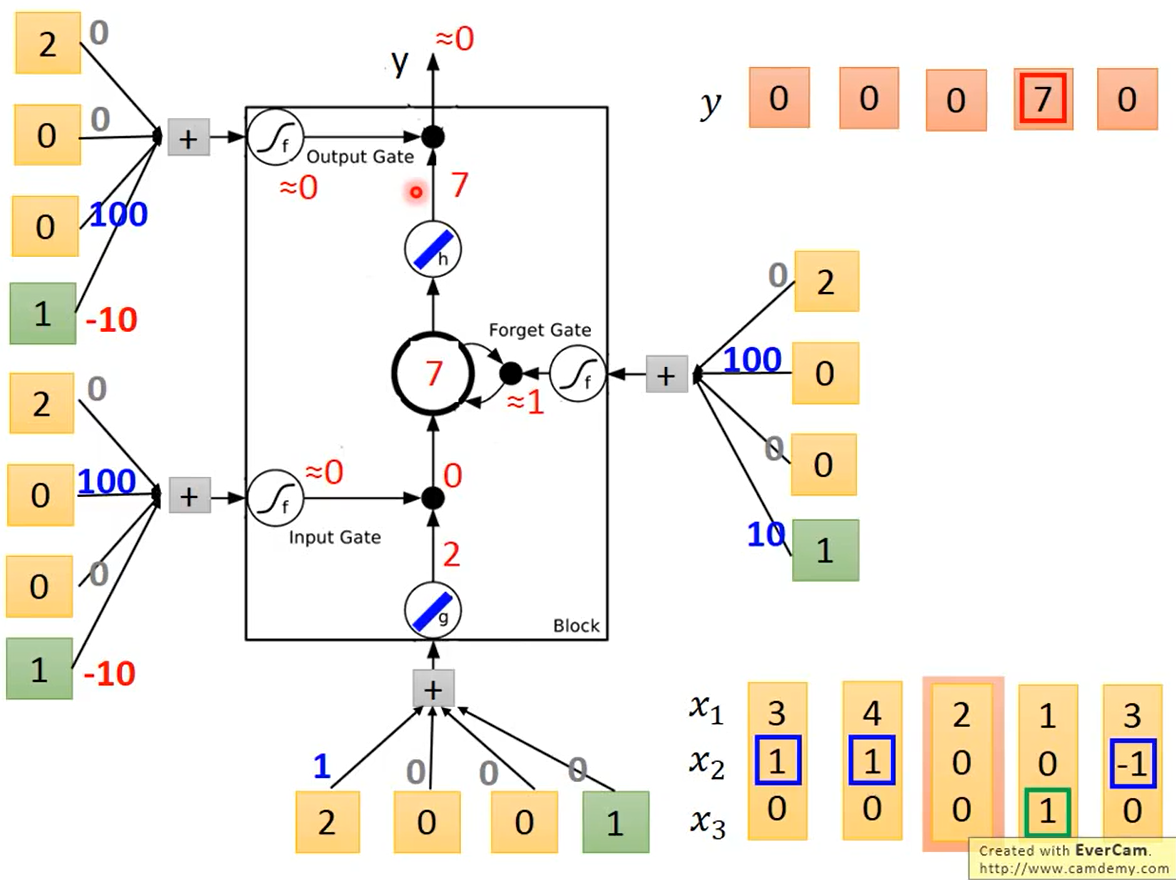 2 0
0 0
0 100
1 -10
y ≈0
+
f
Output Gate
≈0
7
h
y 0 0 0 7 0
2 0
0 100
0 0
1 -10
+
f
≈0
Input Gate
7
Forget Gate
≈1
f
+
0 2
100 0
0 0
10 1
0
2
g
Block
+
1 0 0 0
2 0 0 1
x₁ 3 4 2 1 3
x₂ 1 1 0 0 -1
x₃ 0 0 0 1 0
Created with EverCam.
http://www.camdemy.com